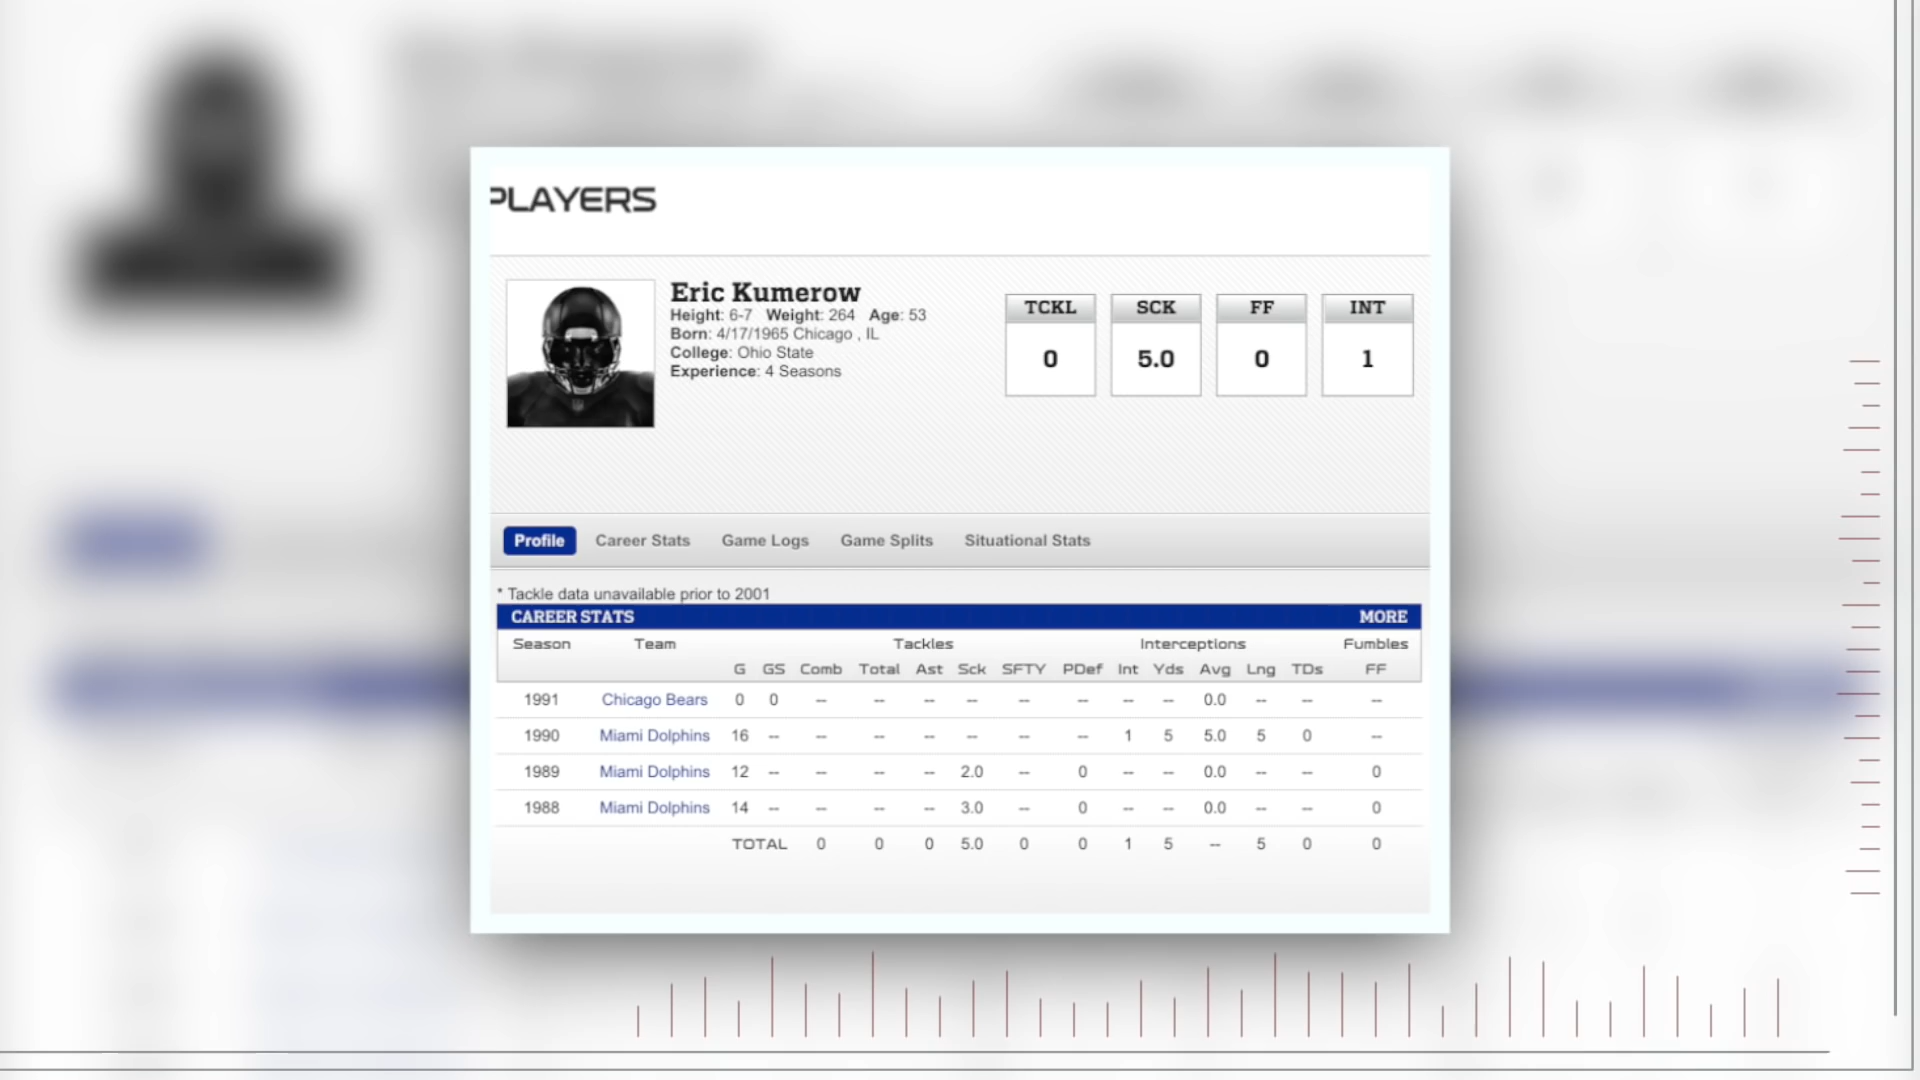 PLAYERS
Eric Kumerow
Height: 6-7 Weight: 264 Age: 53
Born: 4/17/1965 Chicago , IL
College: Ohio State
Experience: 4 Seasons
TCKL SCK FF INT
0 5.0 0 1
Profile Career Stats Game Logs Game Splits Situational Stats
* Tackle data unavailable prior to 2001
CAREER STATS MORE
Season Team Tackles Interceptions Fumbles
G GS Comb Total Ast Sck SFTY PDef Int Yds Avg Lng TDs FF
1991 Chicago Bears 0 0 -- -- -- -- -- -- -- -- 0.0 -- -- --
1990 Miami Dolphins 16 -- -- -- -- -- -- -- 1 5 5.0 5 0 --
1989 Miami Dolphins 12 -- -- -- -- 2.0 -- 0 -- -- 0.0 -- -- 0
1988 Miami Dolphins 14 -- -- -- -- 3.0 -- 0 -- -- 0.0 -- -- 0
TOTAL 0 0 0 5.0 0 0 1 5 -- 5 0 0